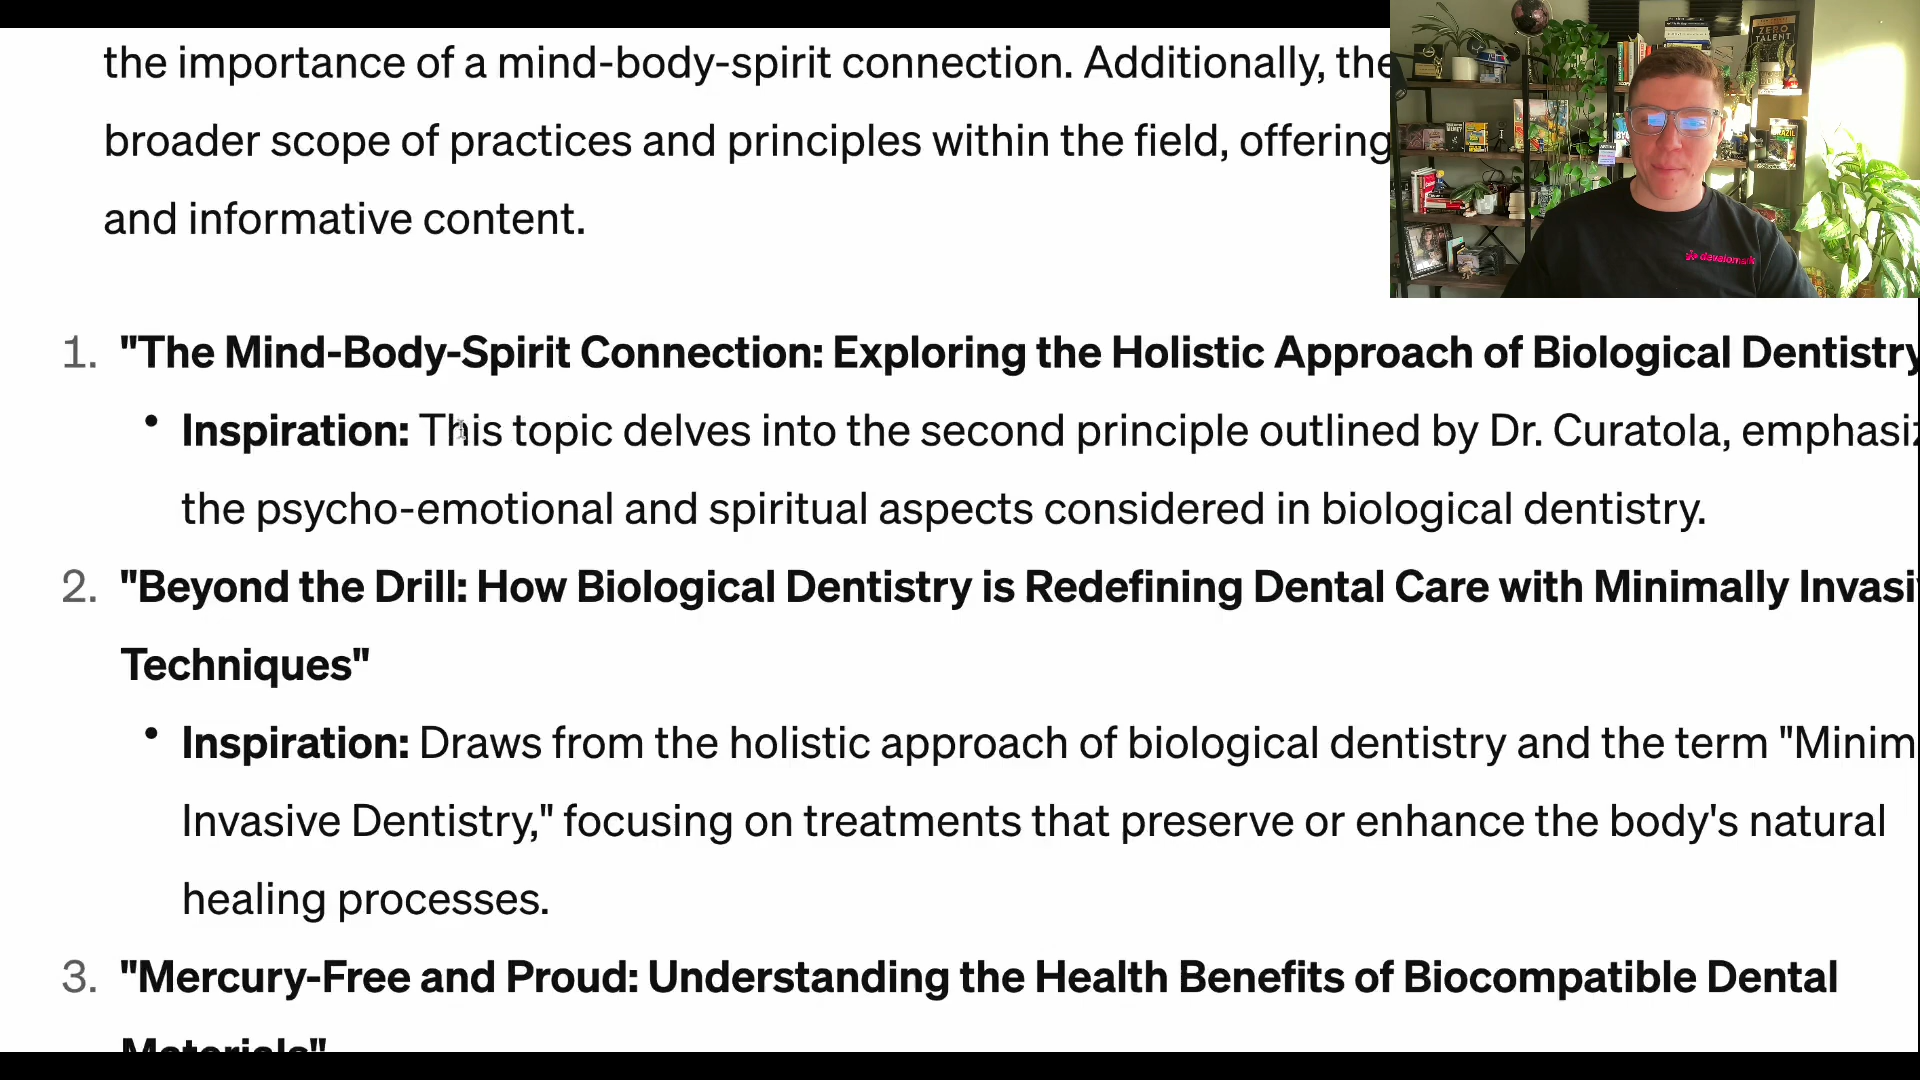 the importance of a mind-body-spirit connection. Additionally, the
broader scope of practices and principles within the field, offering
and informative content.
1. "The Mind-Body-Spirit Connection: Exploring the Holistic Approach of Biological Dentistry
• Inspiration: This topic delves into the second principle outlined by Dr. Curatola, emphasiz
the psycho-emotional and spiritual aspects considered in biological dentistry.
2. "Beyond the Drill: How Biological Dentistry is Redefining Dental Care with Minimally Invasi
Techniques"
• Inspiration: Draws from the holistic approach of biological dentistry and the term "Minim
Invasive Dentistry," focusing on treatments that preserve or enhance the body's natural
healing processes.
3. "Mercury-Free and Proud: Understanding the Health Benefits of Biocompatible Dental
Materials"
ZERO
TALENT
develomark